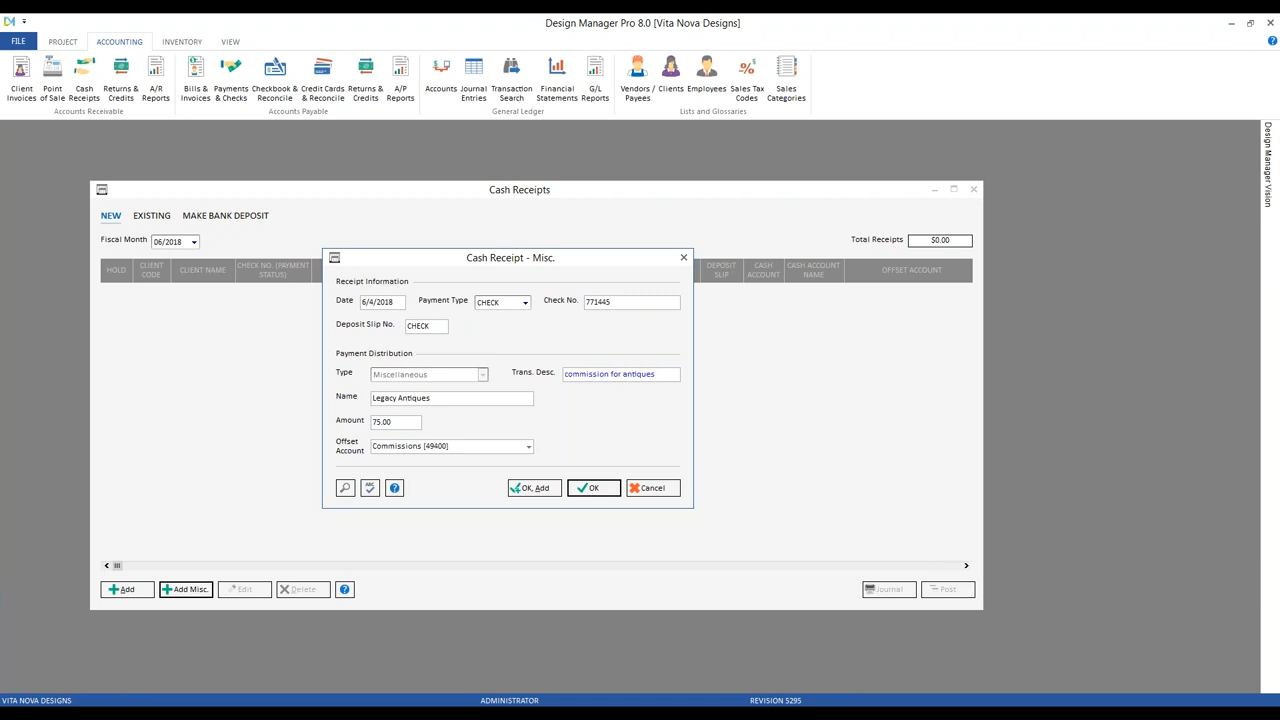 Design Manager Pro 8.0 [Vita Nova Designs]
FILE PROJECT ACCOUNTING INVENTORY VIEW
Client Invoices
Point of Sale
Cash Receipts
Returns & Credits
A/R Reports
Bills & Invoices
Payments & Checks
Checkbook & Reconcile
Credit Cards & Reconcile
Returns & Credits
A/P Reports
Accounts
Journal Entries
Transaction Search
Financial Statements
G/L Reports
Vendors / Payees
Clients
Employees
Sales Tax Codes
Sales Categories
Accounts Receivable
Accounts Payable
General Ledger
Lists and Glossaries
Design Manager Vision
Cash Receipts
NEW EXISTING MAKE BANK DEPOSIT
Fiscal Month 06/2018
Total Receipts $0.00
HOLD
CLIENT CODE
CLIENT NAME
CHECK NO. (PAYMENT STATUS)
DEPOSIT SLIP
CASH ACCOUNT
CASH ACCOUNT NAME
OFFSET ACCOUNT
Cash Receipt - Misc.
Receipt Information
Date 6/4/2018 Payment Type CHECK Check No. 771445
Deposit Slip No. CHECK
Payment Distribution
Type Miscellaneous Trans. Desc. commission for antiques
Name Legacy Antiques
Amount 75.00
Offset Account Commissions [49400]
ABC OK, Add OK Cancel
Add Add Misc. Edit Delete Journal Post
VITA NOVA DESIGNS ADMINISTRATOR REVISION 5295